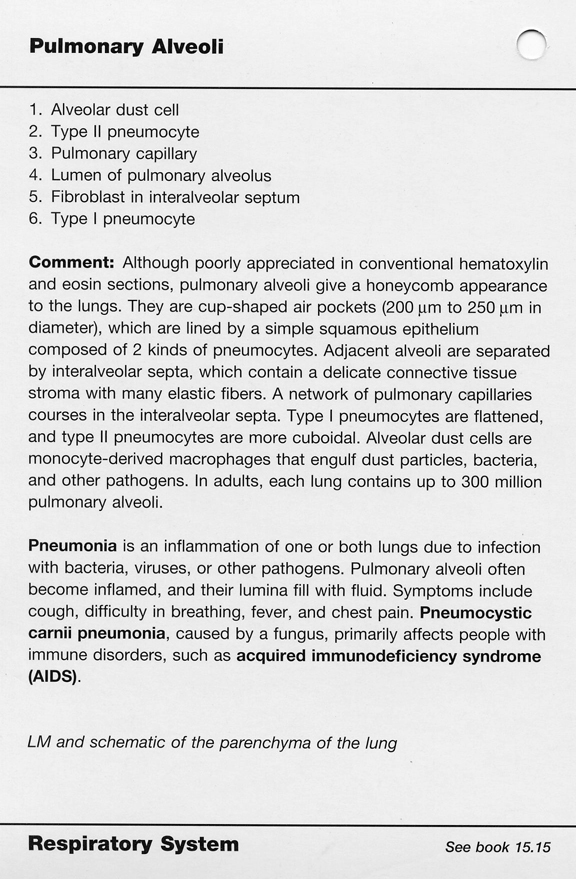 Pulmonary Alveoli
1. Alveolar dust cell
2. Type II pneumocyte
3. Pulmonary capillary
4. Lumen of pulmonary alveolus
5. Fibroblast in interalveolar septum
6. Type I pneumocyte
Comment: Although poorly appreciated in conventional hematoxylin
and eosin sections, pulmonary alveoli give a honeycomb appearance
to the lungs. They are cup-shaped air pockets (200 μm to 250 μm in
diameter), which are lined by a simple squamous epithelium
composed of 2 kinds of pneumocytes. Adjacent alveoli are separated
by interalveolar septa, which contain a delicate connective tissue
stroma with many elastic fibers. A network of pulmonary capillaries
courses in the interalveolar septa. Type I pneumocytes are flattened,
and type II pneumocytes are more cuboidal. Alveolar dust cells are
monocyte-derived macrophages that engulf dust particles, bacteria,
and other pathogens. In adults, each lung contains up to 300 million
pulmonary alveoli.
Pneumonia is an inflammation of one or both lungs due to infection
with bacteria, viruses, or other pathogens. Pulmonary alveoli often
become inflamed, and their lumina fill with fluid. Symptoms include
cough, difficulty in breathing, fever, and chest pain. Pneumocystic
carnii pneumonia, caused by a fungus, primarily affects people with
immune disorders, such as acquired immunodeficiency syndrome
(AIDS).
LM and schematic of the parenchyma of the lung
Respiratory System
See book 15.15